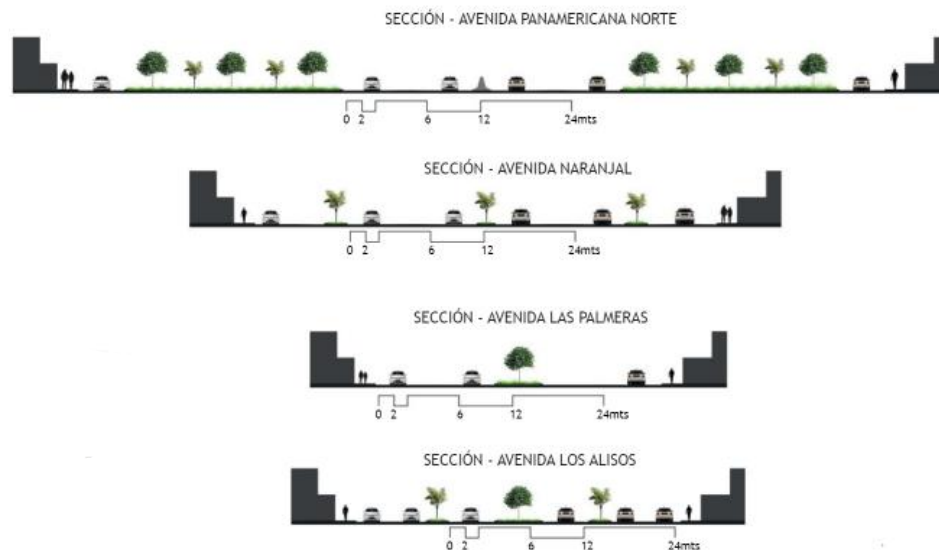 SECCIÓN - AVENIDA PANAMERICANA NORTE
0 2 6 12 24mts
SECCIÓN - AVENIDA NARANJAL
0 2 6 12 24mts
SECCIÓN - AVENIDA LAS PALMERAS
0 2 6 12 24mts
SECCIÓN - AVENIDA LOS ALISOS
0 2 6 12 24mts